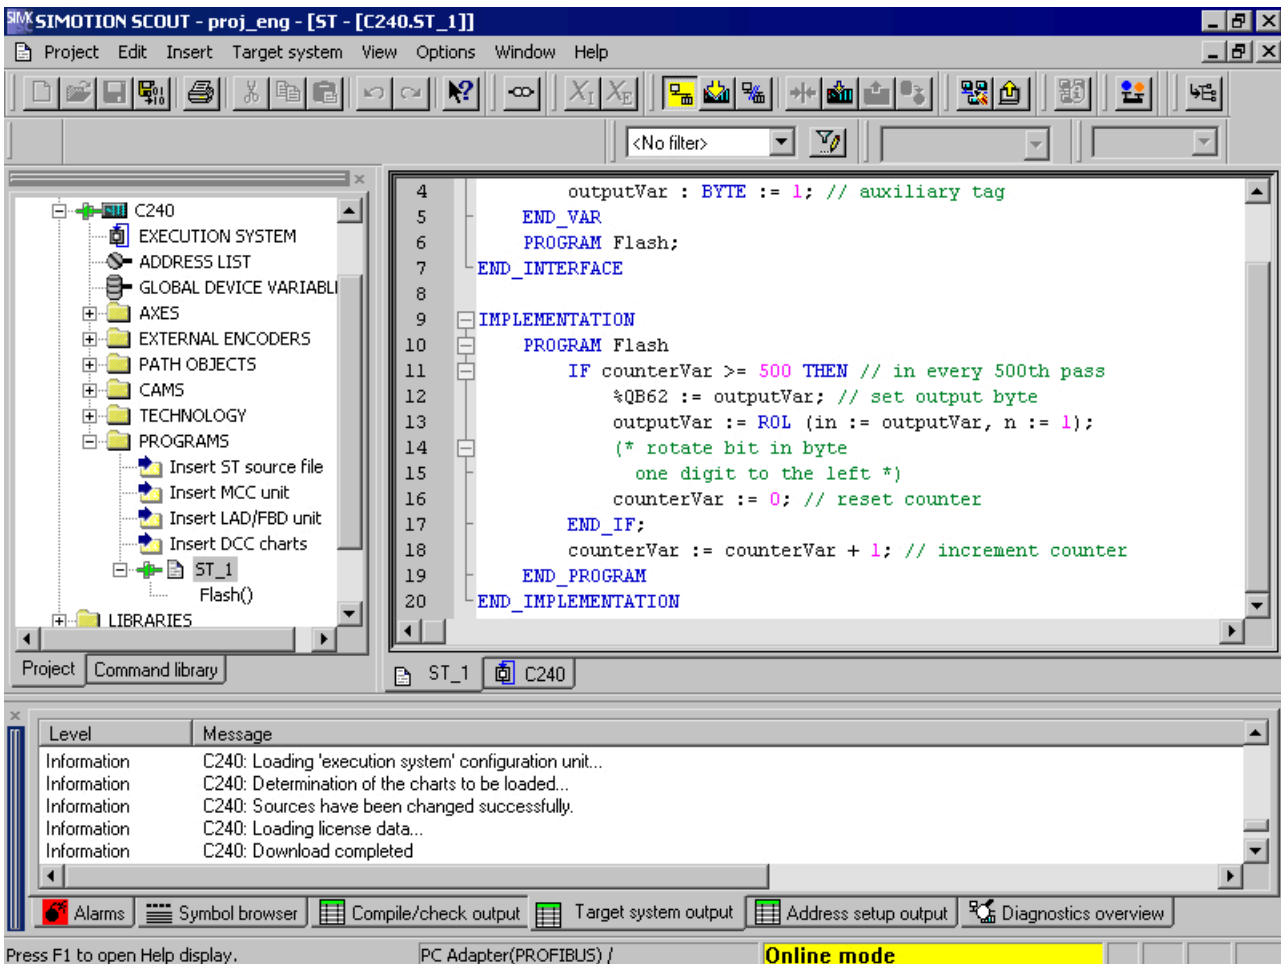 SIMOTION SCOUT - proj_eng - [ST - [C240.ST_1]]
Project Edit Insert Target system View Options Window Help
<No filter>
C240
EXECUTION SYSTEM
ADDRESS LIST
GLOBAL DEVICE VARIABL
AXES
EXTERNAL ENCODERS
PATH OBJECTS
CAMS
TECHNOLOGY
PROGRAMS
Insert ST source file
Insert MCC unit
Insert LAD/FBD unit
Insert DCC charts
ST_1
Flash()
LIBRARIES
Project Command library
4 outputVar : BYTE := 1; // auxiliary tag
5 END_VAR
6 PROGRAM Flash;
7 END_INTERFACE
8
9 IMPLEMENTATION
10 PROGRAM Flash
11 IF counterVar >= 500 THEN // in every 500th pass
12 %QB62 := outputVar; // set output byte
13 outputVar := ROL (in := outputVar, n := 1);
14 (* rotate bit in byte
15 one digit to the left *)
16 counterVar := 0; // reset counter
17 END_IF;
18 counterVar := counterVar + 1; // increment counter
19 END_PROGRAM
20 END_IMPLEMENTATION
ST_1 C240
Level Message
Information C240: Loading 'execution system' configuration unit...
Information C240: Determination of the charts to be loaded...
Information C240: Sources have been changed successfully.
Information C240: Loading license data...
Information C240: Download completed
Alarms Symbol browser Compile/check output Target system output Address setup output Diagnostics overview
Press F1 to open Help display. PC Adapter(PROFIBUS) / Online mode